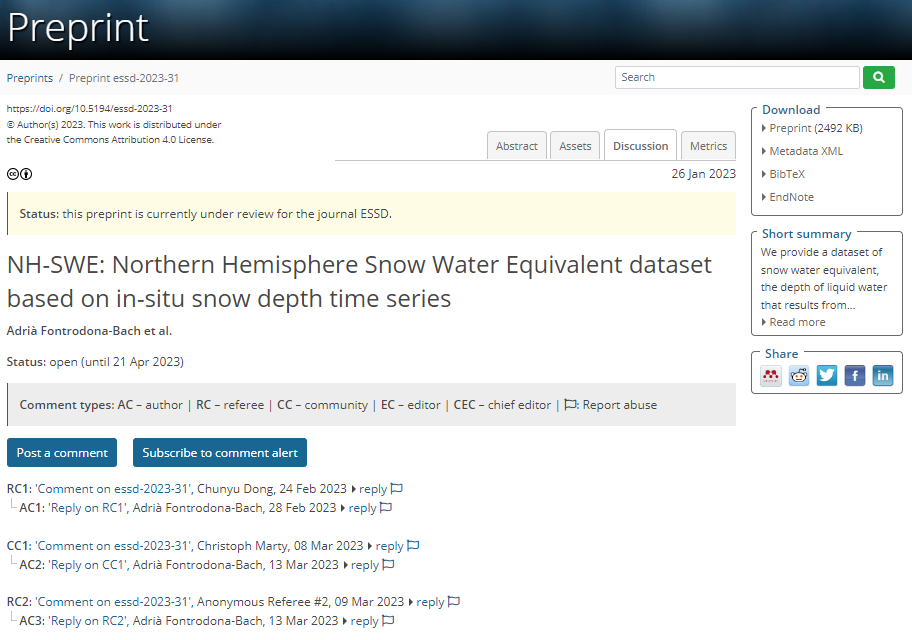 Preprint
Preprints / Preprint essd-2023-31
Search
https://doi.org/10.5194/essd-2023-31
© Author(s) 2023. This work is distributed under
the Creative Commons Attribution 4.0 License.
Abstract
Assets
Discussion
Metrics
26 Jan 2023
Status: this preprint is currently under review for the journal ESSD.
NH-SWE: Northern Hemisphere Snow Water Equivalent dataset
based on in-situ snow depth time series
Adrià Fontrodona-Bach et al.
Status: open (until 21 Apr 2023)
Comment types: AC – author | RC – referee | CC – community | EC – editor | CEC – chief editor | : Report abuse
Post a comment
Subscribe to comment alert
RC1: 'Comment on essd-2023-31', Chunyu Dong, 24 Feb 2023 reply
AC1: 'Reply on RC1', Adrià Fontrodona-Bach, 28 Feb 2023 reply
CC1: 'Comment on essd-2023-31', Christoph Marty, 08 Mar 2023 reply
AC2: 'Reply on CC1', Adrià Fontrodona-Bach, 13 Mar 2023 reply
RC2: 'Comment on essd-2023-31', Anonymous Referee #2, 09 Mar 2023 reply
AC3: 'Reply on RC2', Adrià Fontrodona-Bach, 13 Mar 2023 reply
Download
Preprint (2492 KB)
Metadata XML
BibTeX
EndNote
Short summary
We provide a dataset of
snow water equivalent,
the depth of liquid water
that results from...
Read more
Share